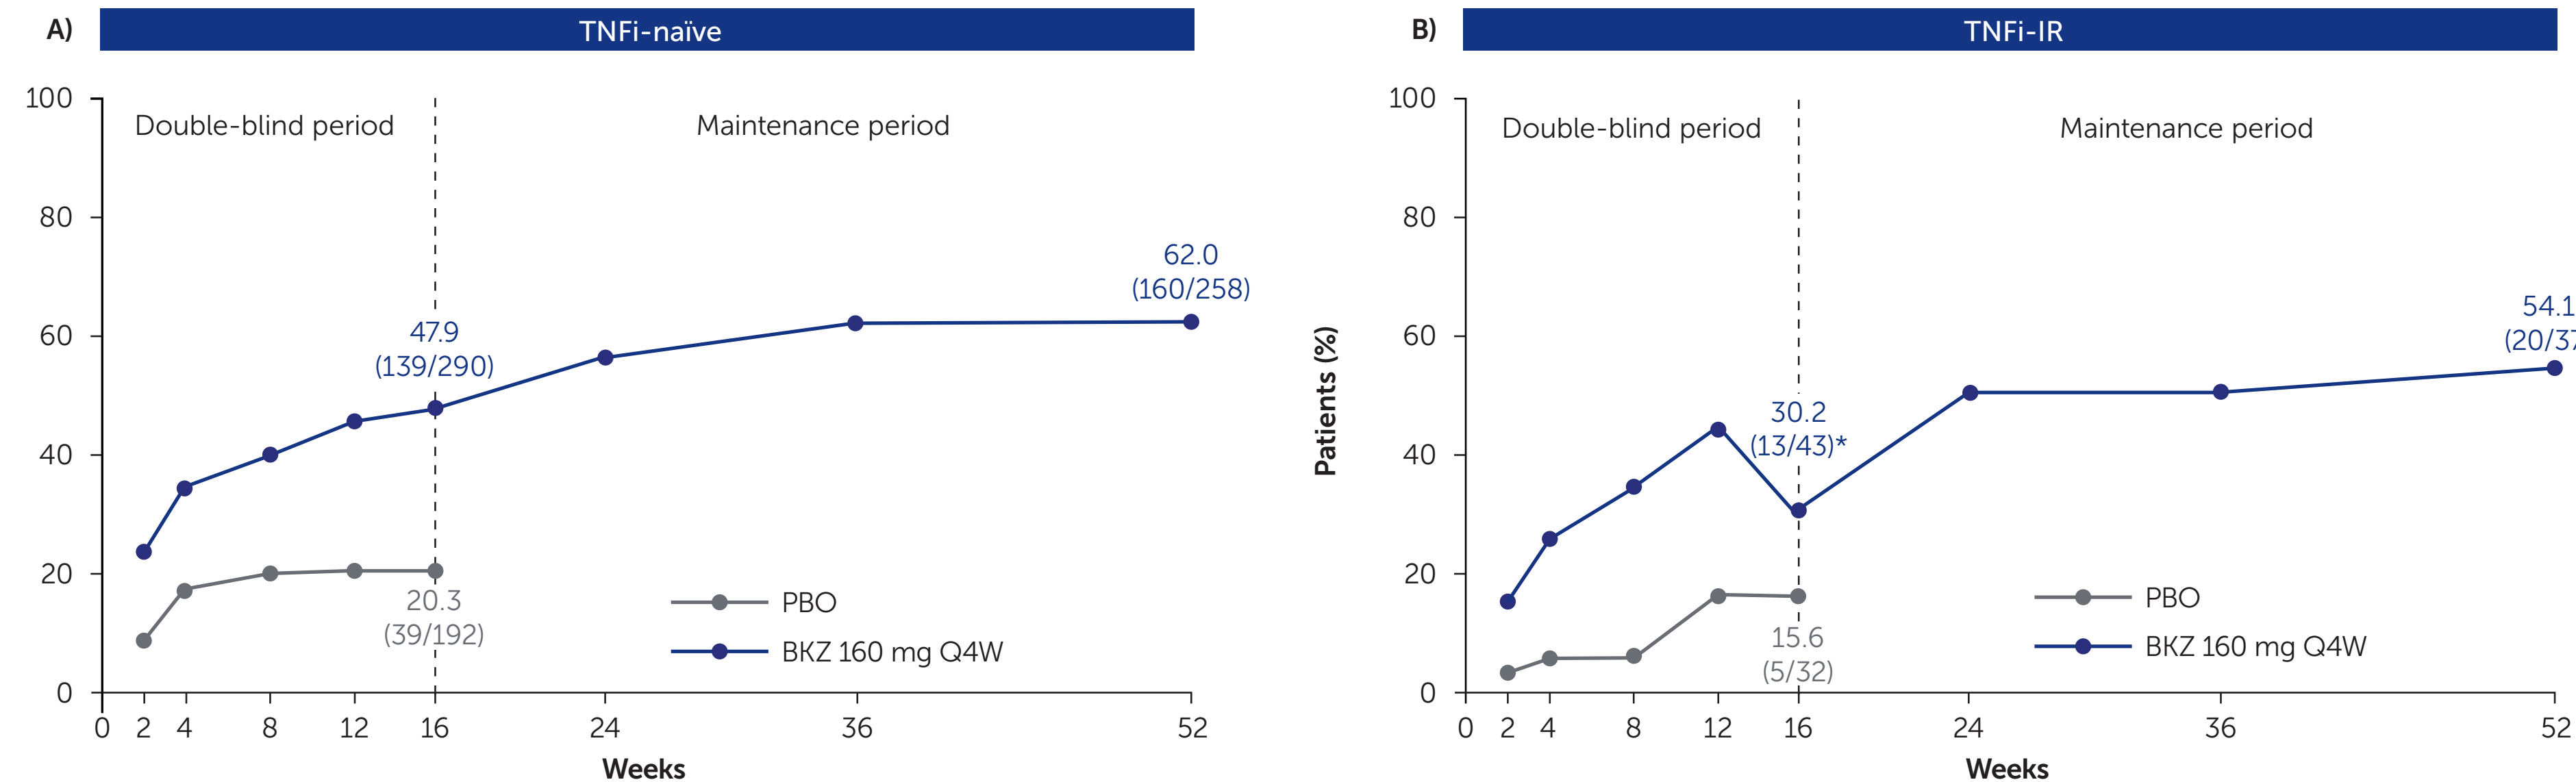 A)
TNFi-naïve
100
80
60
40
20
0
Double-blind period
Maintenance period
47.9
(139/290)
62.0
(160/258)
20.3
(39/192)
PBO
BKZ 160 mg Q4W
0 2 4 8 12 16 24 36 52
Weeks
B)
TNFi-IR
Patients (%)
100
80
60
40
20
0
Double-blind period
Maintenance period
30.2
(13/43)*
54.1
(20/37
15.6
(5/32)
PBO
BKZ 160 mg Q4W
0 2 4 8 12 16 24 36 52
Weeks